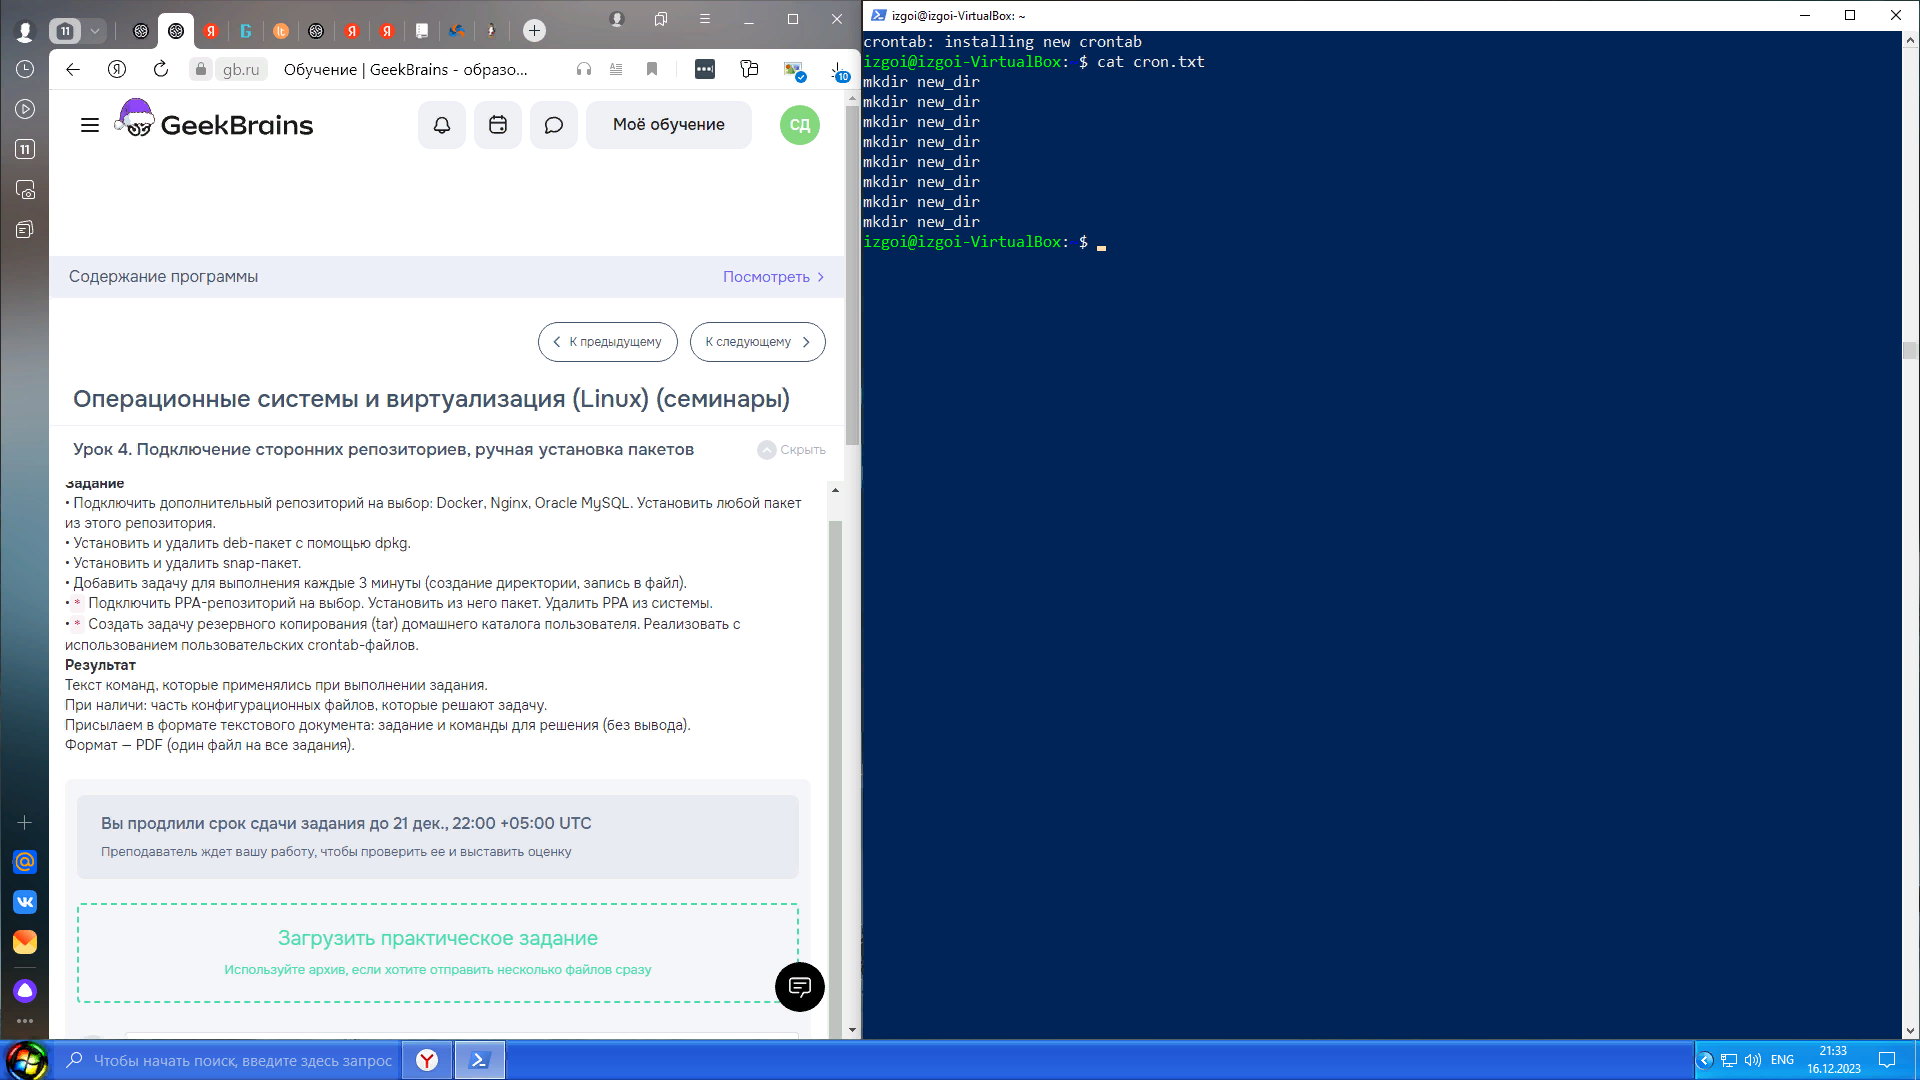 11
gb.ru
Обучение | GeekBrains - образо...
10
11
GeekBrains
Моё обучение
СД
Содержание программы
Посмотреть
К предыдущему
К следующему
Операционные системы и виртуализация (Linux) (семинары)
Урок 4. Подключение сторонних репозиториев, ручная установка пакетов
Скрыть
Задание
• Подключить дополнительный репозиторий на выбор: Docker, Nginx, Oracle MySQL. Установить любой пакет
из этого репозитория.
• Установить и удалить deb-пакет с помощью dpkg.
• Установить и удалить snap-пакет.
• Добавить задачу для выполнения каждые 3 минуты (создание директории, запись в файл).
• * Подключить PPA-репозиторий на выбор. Установить из него пакет. Удалить PPA из системы.
• * Создать задачу резервного копирования (tar) домашнего каталога пользователя. Реализовать с
использованием пользовательских crontab-файлов.
Результат
Текст команд, которые применялись при выполнении задания.
При наличи: часть конфигурационных файлов, которые решают задачу.
Присылаем в формате текстового документа: задание и команды для решения (без вывода).
Формат — PDF (один файл на все задания).
Вы продлили срок сдачи задания до 21 дек., 22:00 +05:00 UTC
Преподаватель ждет вашу работу, чтобы проверить ее и выставить оценку
Загрузить практическое задание
Используйте архив, если хотите отправить несколько файлов сразу
izgoi@izgoi-VirtualBox: ~
crontab: installing new crontab
izgoi@izgoi-VirtualBox: $ cat cron.txt
mkdir new_dir
mkdir new_dir
mkdir new_dir
mkdir new_dir
mkdir new_dir
mkdir new_dir
mkdir new_dir
mkdir new_dir
izgoi@izgoi-VirtualBox: $
Чтобы начать поиск, введите здесь запрос
ENG
21:33
16.12.2023